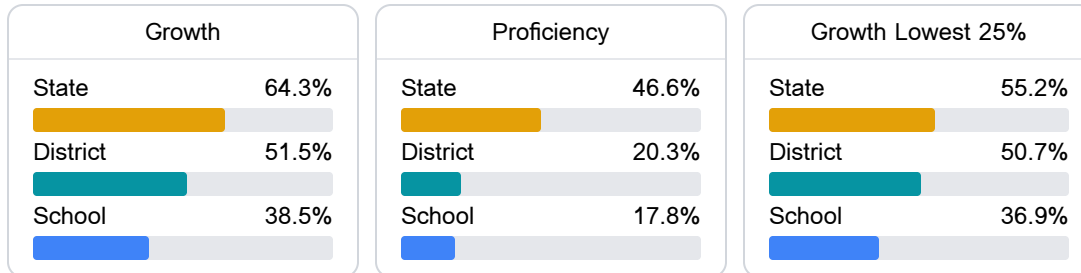 Growth
State 64.3%
District 51.5%
School 38.5%
Proficiency
State 46.6%
District 20.3%
School 17.8%
Growth Lowest 25%
State 55.2%
District 50.7%
School 36.9%